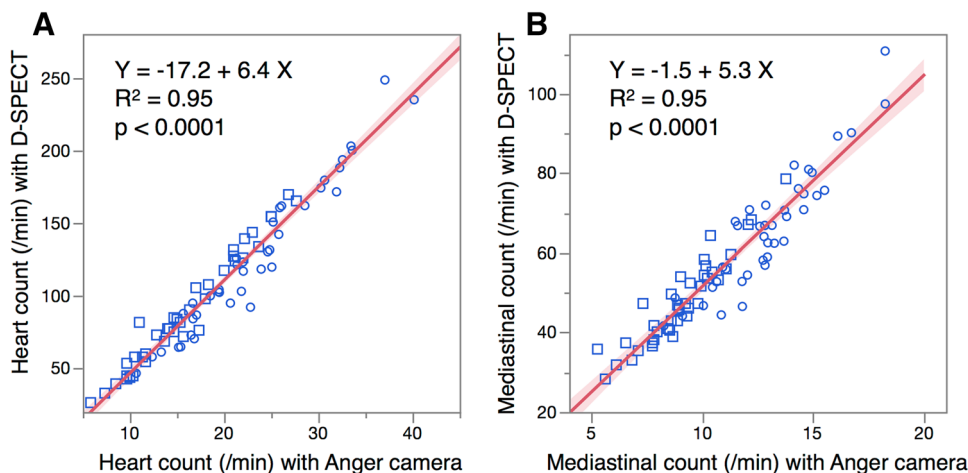 A
Y = -17.2 + 6.4 X
R² = 0.95
p < 0.0001
Heart count (/min) with D-SPECT
250
200
150
100
50
10 20 30 40
Heart count (/min) with Anger camera
B
Y = -1.5 + 5.3 X
R² = 0.95
p < 0.0001
Mediastinal count (/min) with D-SPECT
100
80
60
40
20
5 10 15 20
Mediastinal count (/min) with Anger camera